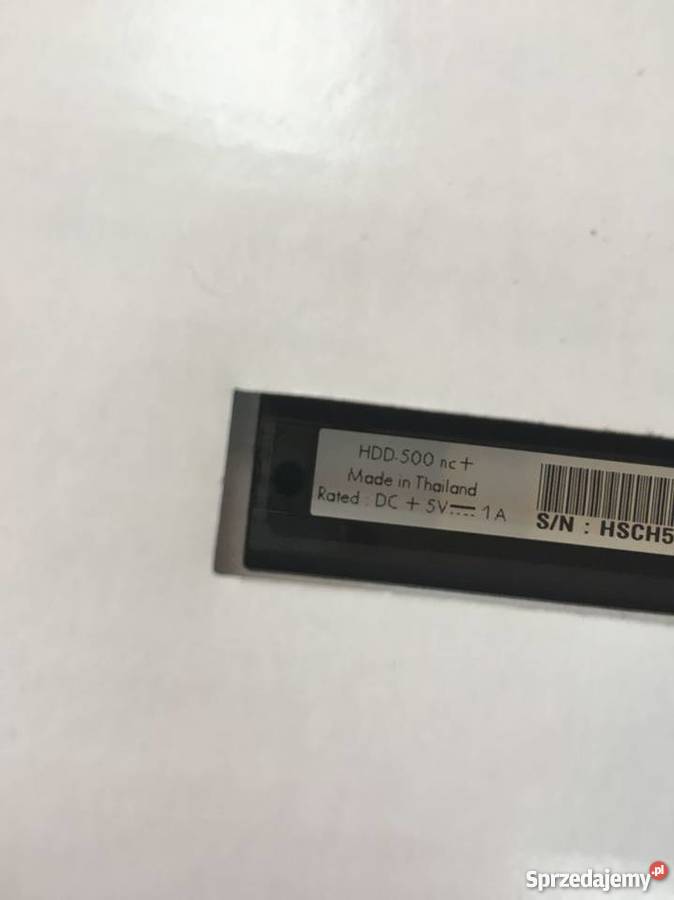 HDD-500 nc+
Made in Thailand
Rated : DC + 5V⎓ 1A
S/N : HSCH5
Sprzedajemy.pl